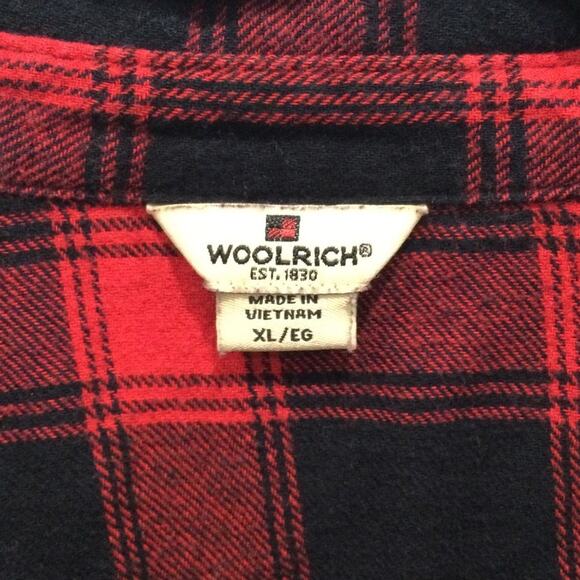 WOOLRICH®
EST. 1830
MADE IN
VIETNAM
XL/EG